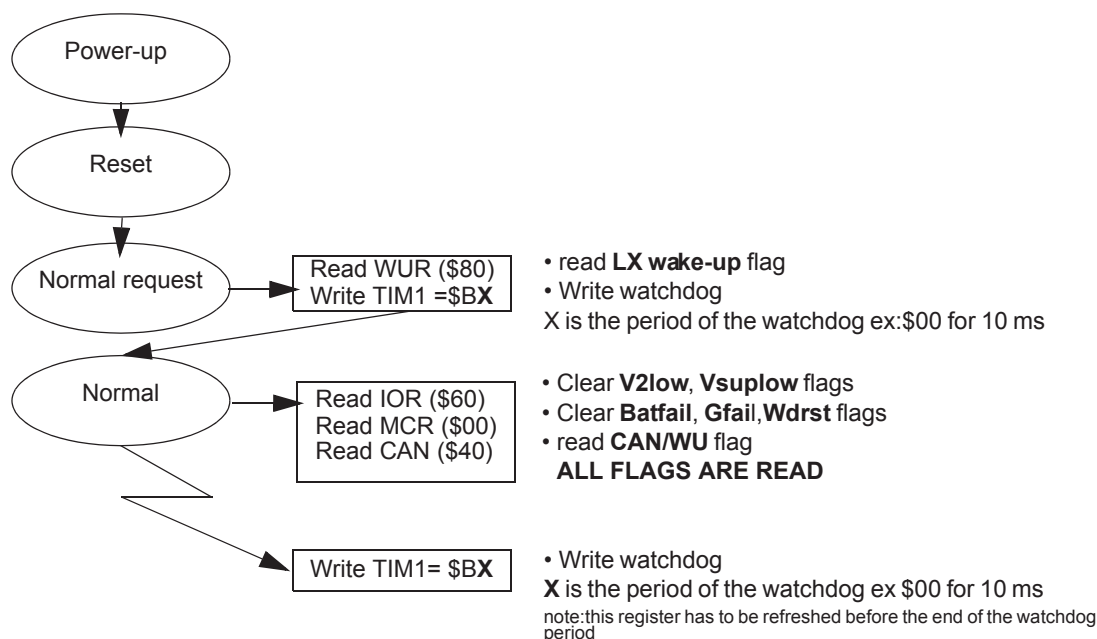 Power-up
Reset
Normal request
Read WUR ($80)
Write TIM1 =$BX
• read LX wake-up flag
• Write watchdog
X is the period of the watchdog ex:$00 for 10 ms
Normal
Read IOR ($60)
Read MCR ($00)
Read CAN ($40)
• Clear V2low, Vsuplow flags
• Clear Batfail, Gfail,Wdrst flags
• read CAN/WU flag
ALL FLAGS ARE READ
Write TIM1= $BX
• Write watchdog
X is the period of the watchdog ex $00 for 10 ms
note:this register has to be refreshed before the end of the watchdog
period